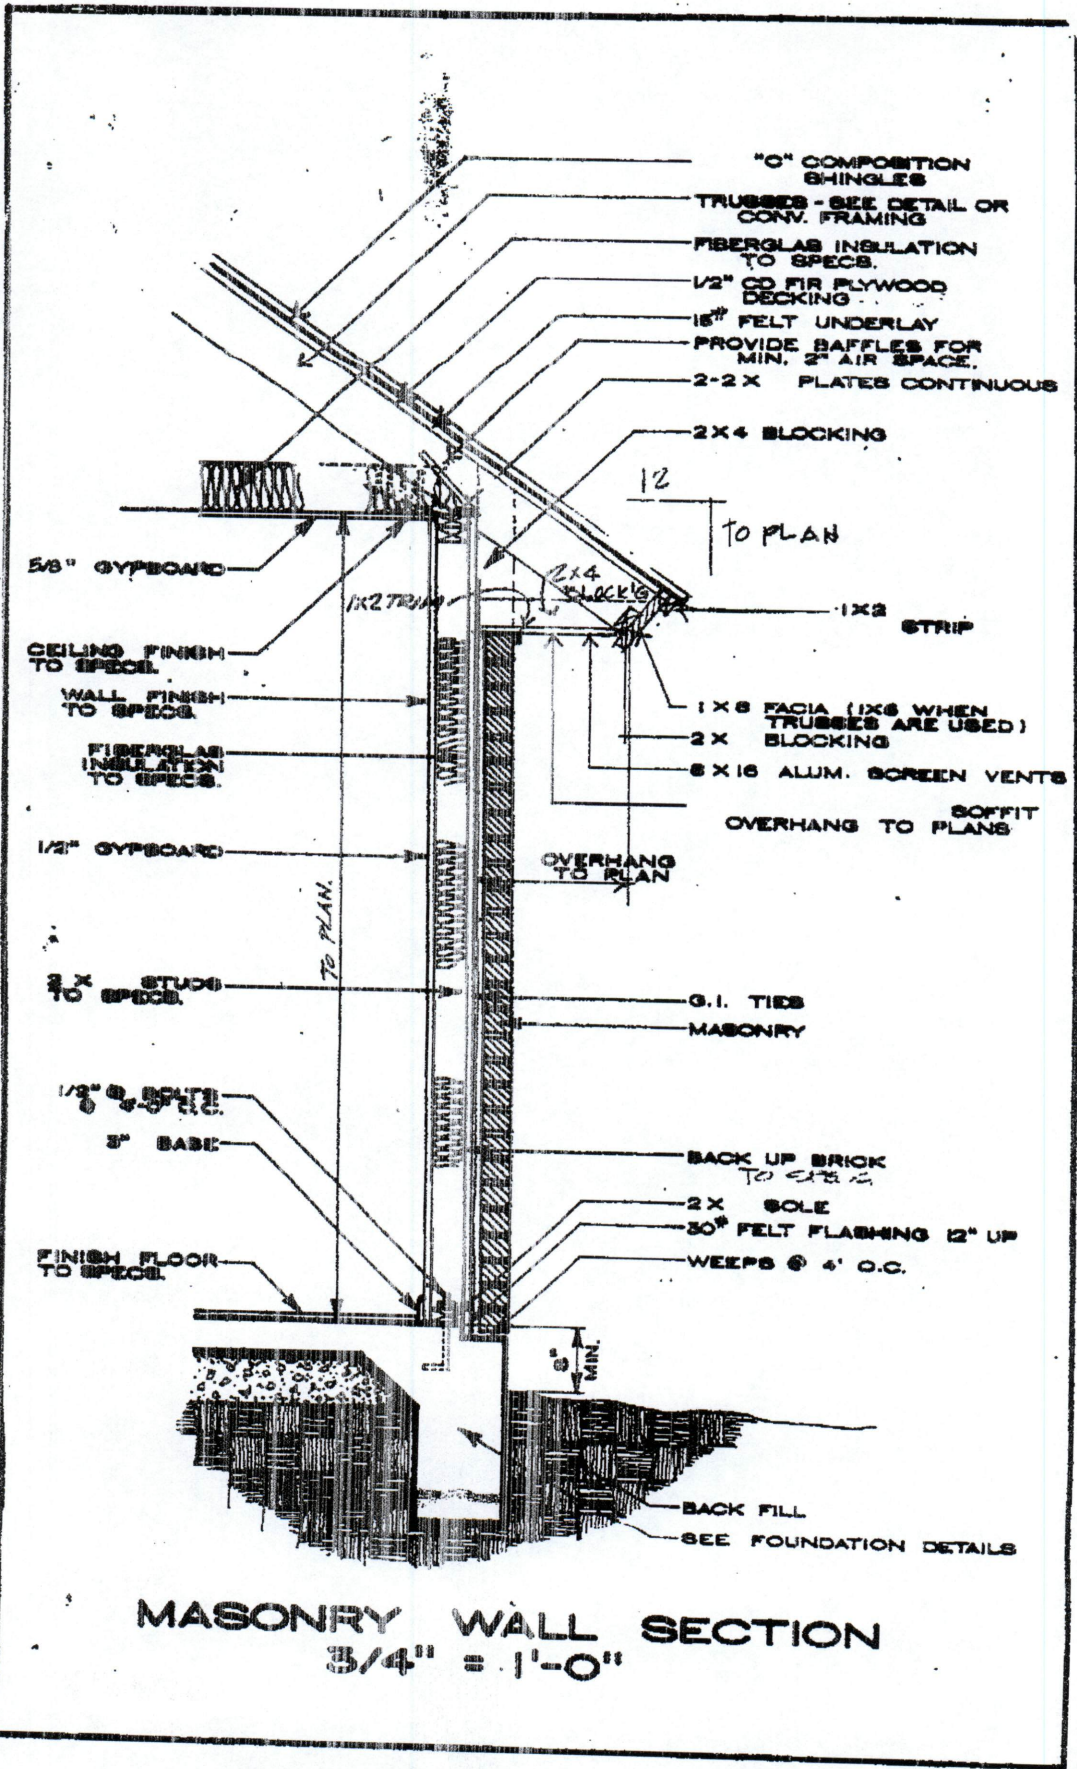 "C" COMPOSITION
SHINGLES
TRUSSES - SEE DETAIL OR
CONV. FRAMING
FIBERGLAS INSULATION
TO SPECS.
1/2" CD FIR PLYWOOD
DECKING
15# FELT UNDERLAY
PROVIDE BAFFLES FOR
MIN. 2" AIR SPACE.
2-2 X PLATES CONTINUOUS
2 X 4 BLOCKING
12
TO PLAN
5/8" GYPBOARD
2x4
BLOCK'G
1X2 TRIM
1X2
STRIP
CEILING FINISH
TO SPECS.
WALL FINISH
TO SPECS.
1 X 8 FACIA (1X6 WHEN
TRUSSES ARE USED)
2 X BLOCKING
FIBERGLAS
INSULATION
TO SPECS.
8 X 16 ALUM. SCREEN VENTS
SOFFIT
OVERHANG TO PLANS
1/2" GYPBOARD
OVERHANG
TO PLAN
TO PLAN.
2 X STUDS
TO SPECS.
G.I. TIES
MASONRY
1/2" BOLTS
3" BASE
BACK UP BRICK
TO
2 X SOLE
30# FELT FLASHING 12" UP
FINISH FLOOR
TO SPECS.
WEEPS @ 4' O.C.
8"
MIN.
BACK FILL
SEE FOUNDATION DETAILS
MASONRY WALL SECTION
3/4" = 1'-0"